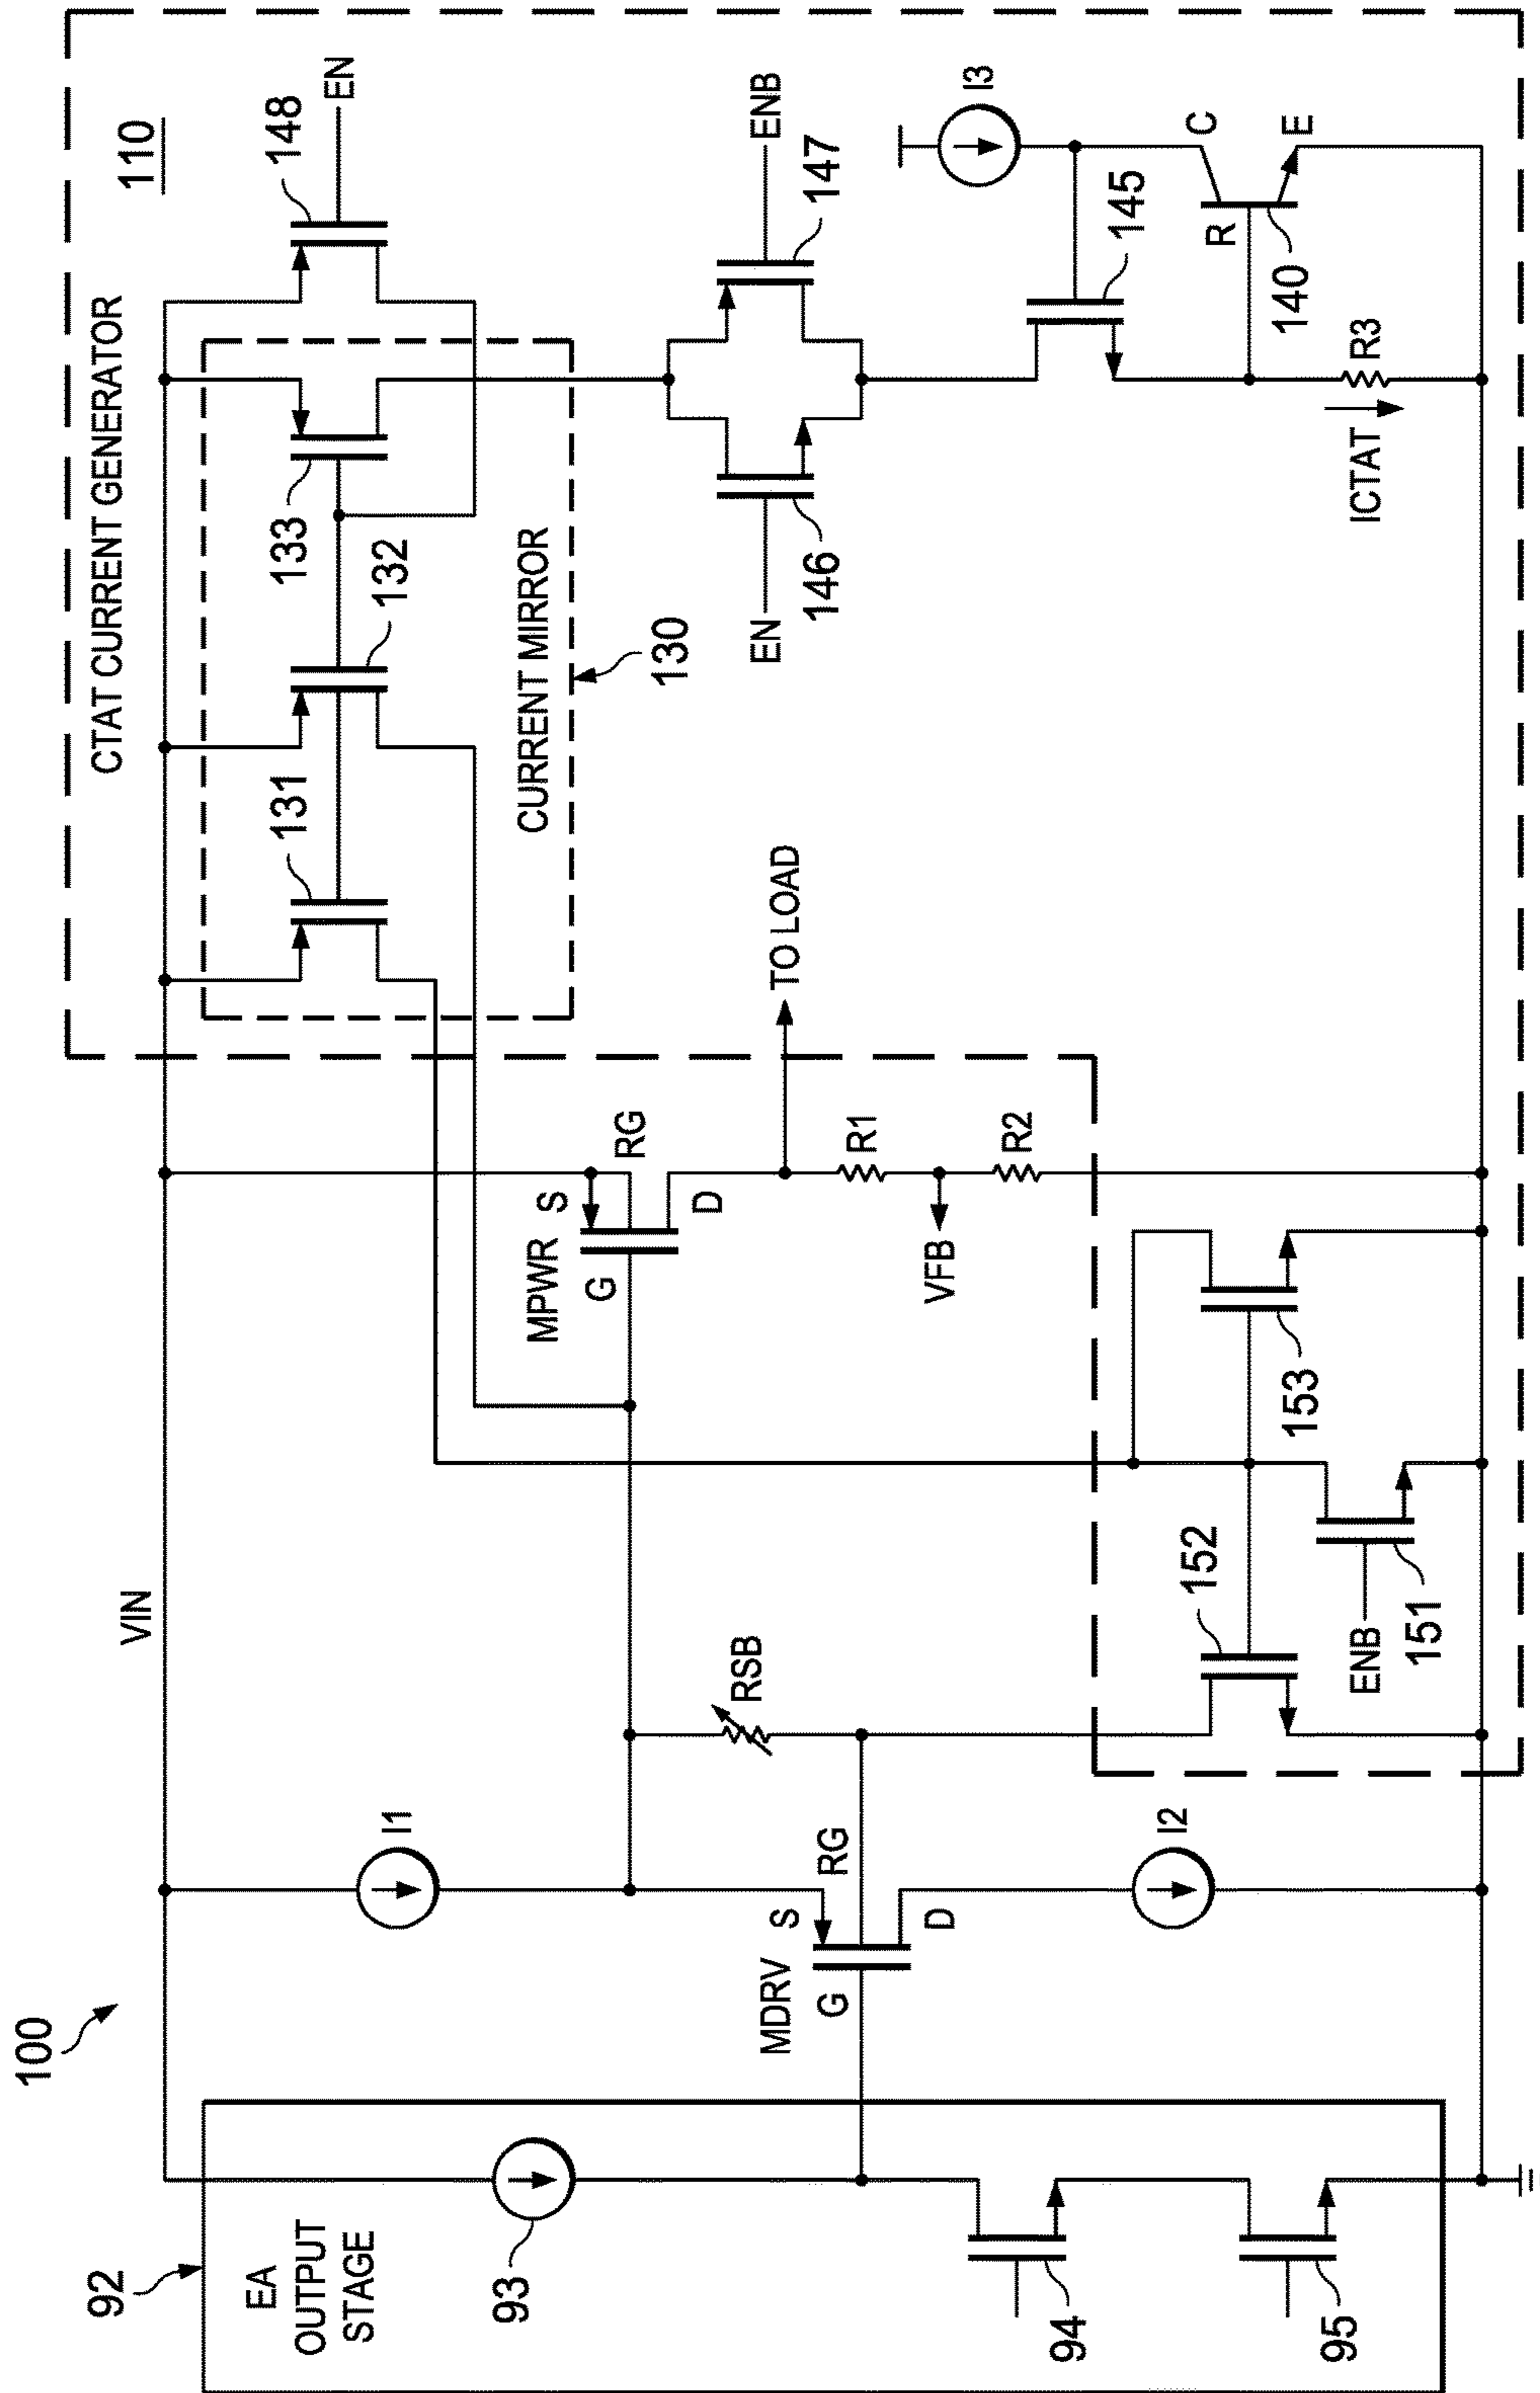 100
92
EA
OUTPUT
STAGE
93
94
95
VIN
I1
MDRV
S
RG
G
D
I2
RSB
152
ENB
151
153
MPWR
S
RG
G
D
TO LOAD
R1
VFB
R2
CTAT CURRENT GENERATOR
110
131
132
133
148
EN
CURRENT MIRROR
130
EN
146
147
ENB
I3
145
C
R
E
140
R3
ICTAT